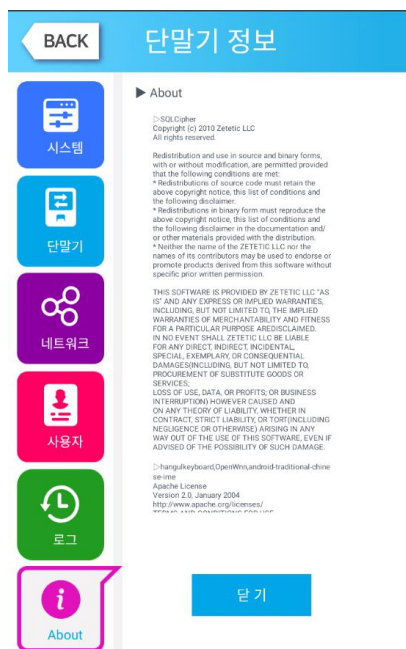 BACK
단말기 정보
시스템
단말기
네트워크
사용자
로그
About
▶ About
▷SQLCipher
Copyright (c) 2010 Zetetic LLC
All rights reserved.
Redistribution and use in source and binary forms,
with or without modification, are permitted provided
that the following conditions are met:
* Redistributions of source code must retain the
above copyright notice, this list of conditions and
the following disclaimer.
* Redistributions in binary form must reproduce the
above copyright notice, this list of conditions and
the following disclaimer in the documentation and/
or other materials provided with the distribution.
* Neither the name of the ZETETIC LLC nor the
names of its contributors may be used to endorse or
promote products derived from this software without
specific prior written permission.
THIS SOFTWARE IS PROVIDED BY ZETETIC LLC "AS
IS" AND ANY EXPRESS OR IMPLIED WARRANTIES,
INCLUDING, BUT NOT LIMITED TO, THE IMPLIED
WARRANTIES OF MERCHANTABILITY AND FITNESS
FOR A PARTICULAR PURPOSE AREDISCLAIMED.
IN NO EVENT SHALL ZETETIC LLC BE LIABLE
FOR ANY DIRECT, INDIRECT, INCIDENTAL,
SPECIAL, EXEMPLARY, OR CONSEQUENTIAL
DAMAGES(INCLUDING, BUT NOT LIMITED TO,
PROCUREMENT OF SUBSTITUTE GOODS OR
SERVICES;
LOSS OF USE, DATA, OR PROFITS; OR BUSINESS
INTERRUPTION) HOWEVER CAUSED AND
ON ANY THEORY OF LIABILITY, WHETHER IN
CONTRACT, STRICT LIABILITY, OR TORT(INCLUDING
NEGLIGENCE OR OTHERWISE) ARISING IN ANY
WAY OUT OF THE USE OF THIS SOFTWARE, EVEN IF
ADVISED OF THE POSSIBILITY OF SUCH DAMAGE.
▷hangulkeyboard,OpenWnn,android-traditional-chine
se-ime
Apache License
Version 2.0, January 2004
http://www.apache.org/licenses/
TERMS AND CONDITIONS FOR USE
닫 기